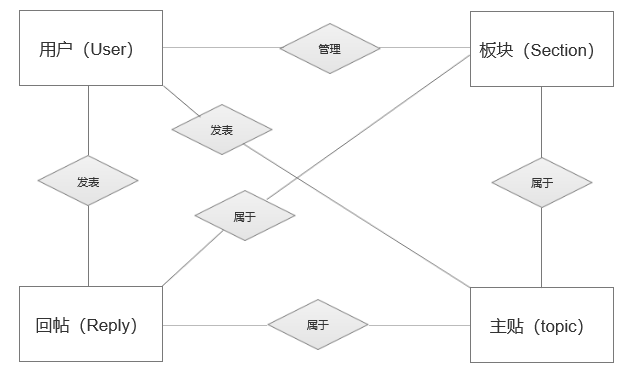 用户（User）
管理
板块（Section）
发表
发表
属于
属于
回帖（Reply）
属于
主贴（topic）